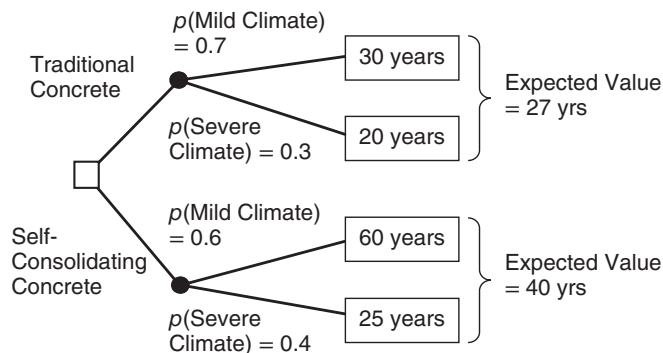 p(Mild Climate)
= 0.7
Traditional
Concrete
30 years
Expected Value
= 27 yrs
p(Severe
Climate) = 0.3
20 years
p(Mild Climate)
= 0.6
Self-
Consolidating
Concrete
60 years
Expected Value
= 40 yrs
p(Severe
Climate) = 0.4
25 years